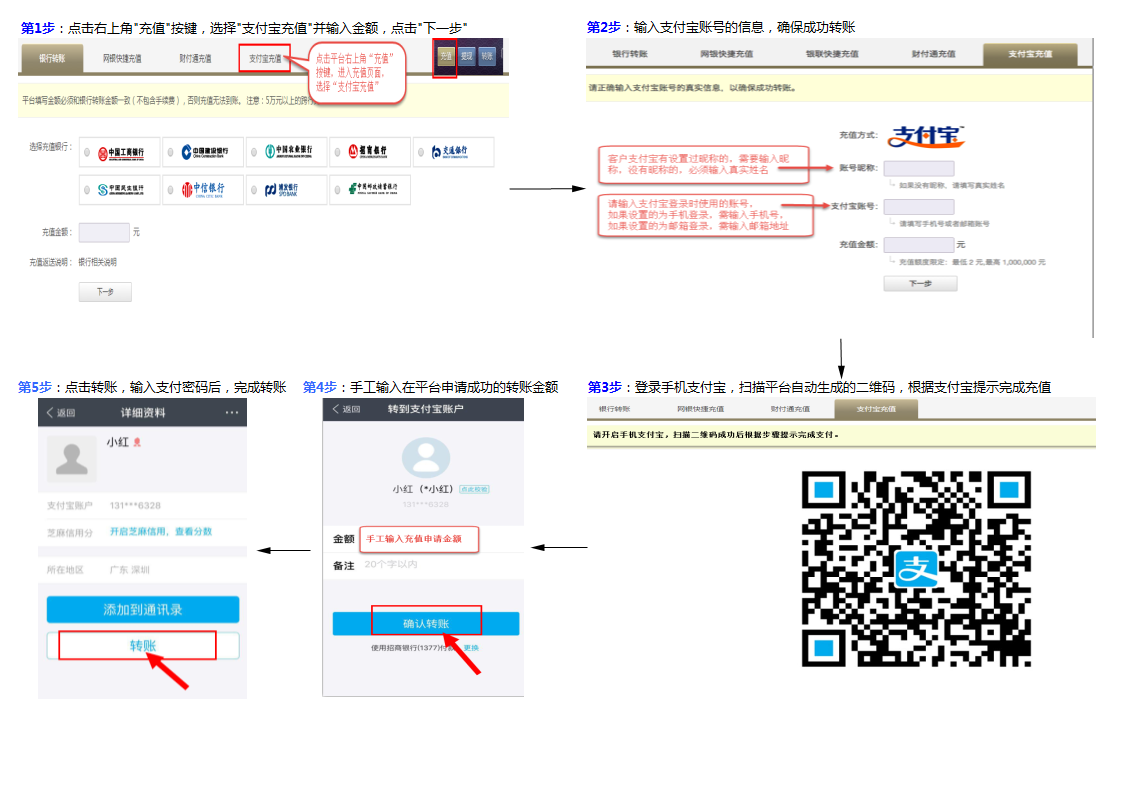 第1步：点击右上角"充值"按键，选择"支付宝充值"并输入金额，点击"下一步"
银行转账
网银快捷充值
财付通充值
支付宝充值
充值
提现
转账
点击平台右上角“充值”
按键，进入充值页面，
选择“支付宝充值”
平台填写金额必须和银行转账金额一致（不包含手续费），否则充值无法到账。 注意：5万元以上的跨行
选择充值银行：
中国工商银行
中国建设银行
China Construction Bank
中国农业银行
招商银行
交通银行
中国民生银行
中信银行
CHINA CITIC BANK
浦发银行
SPD BANK
中国邮政储蓄银行
充值金额：
元
充值返送说明： 银行相关说明
下一步
第2步：输入支付宝账号的信息，确保成功转账
银行转账
网银快捷充值
银联快捷充值
财付通充值
支付宝充值
请正确输入支付宝账号的真实信息，以确保成功转账。
充值方式：
支付宝
客户支付宝有设置过昵称的，需要输入昵
称，没有昵称的，必须输入真实姓名
账号昵称：
如果没有昵称，请填写真实姓名
请输入支付宝登录时使用的账号，
如果设置的为手机登录，需输入手机号，
如果设置的为邮箱登录，需输入邮箱地址
支付宝账号：
请填写手机号或者邮箱账号
充值金额：
元
充值额度限定：最低 2 元,最高 1,000,000 元
下一步
第3步：登录手机支付宝，扫描平台自动生成的二维码，根据支付宝提示完成充值
银行转账
网银快捷充值
财付通充值
支付宝充值
请开启手机支付宝，扫描二维码成功后根据步骤提示完成支付。
支
第4步：手工输入在平台申请成功的转账金额
返回
转到支付宝账户
小红（*小红）
点此校验
131***6328
金额
手工输入充值申请金额
备注
20个字以内
确认转账
使用招商银行(1377)付款，更换
第5步：点击转账，输入支付密码后，完成转账
返回
详细资料
小红
支付宝账户
131***6328
芝麻信用分
开启芝麻信用，查看分数
所在地区
广东 深圳
添加到通讯录
转账